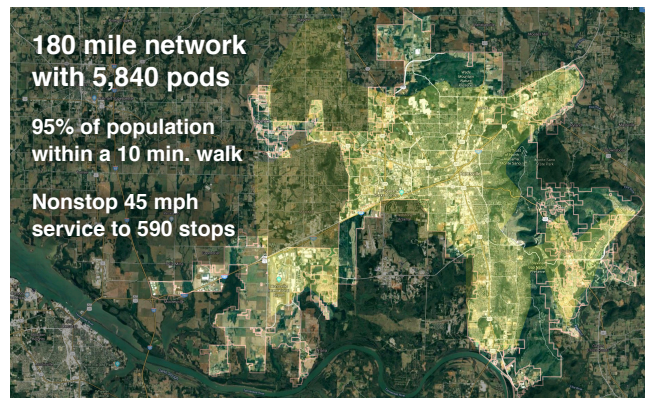 180 mile network
with 5,840 pods
95% of population
within a 10 min. walk
Nonstop 45 mph
service to 590 stops